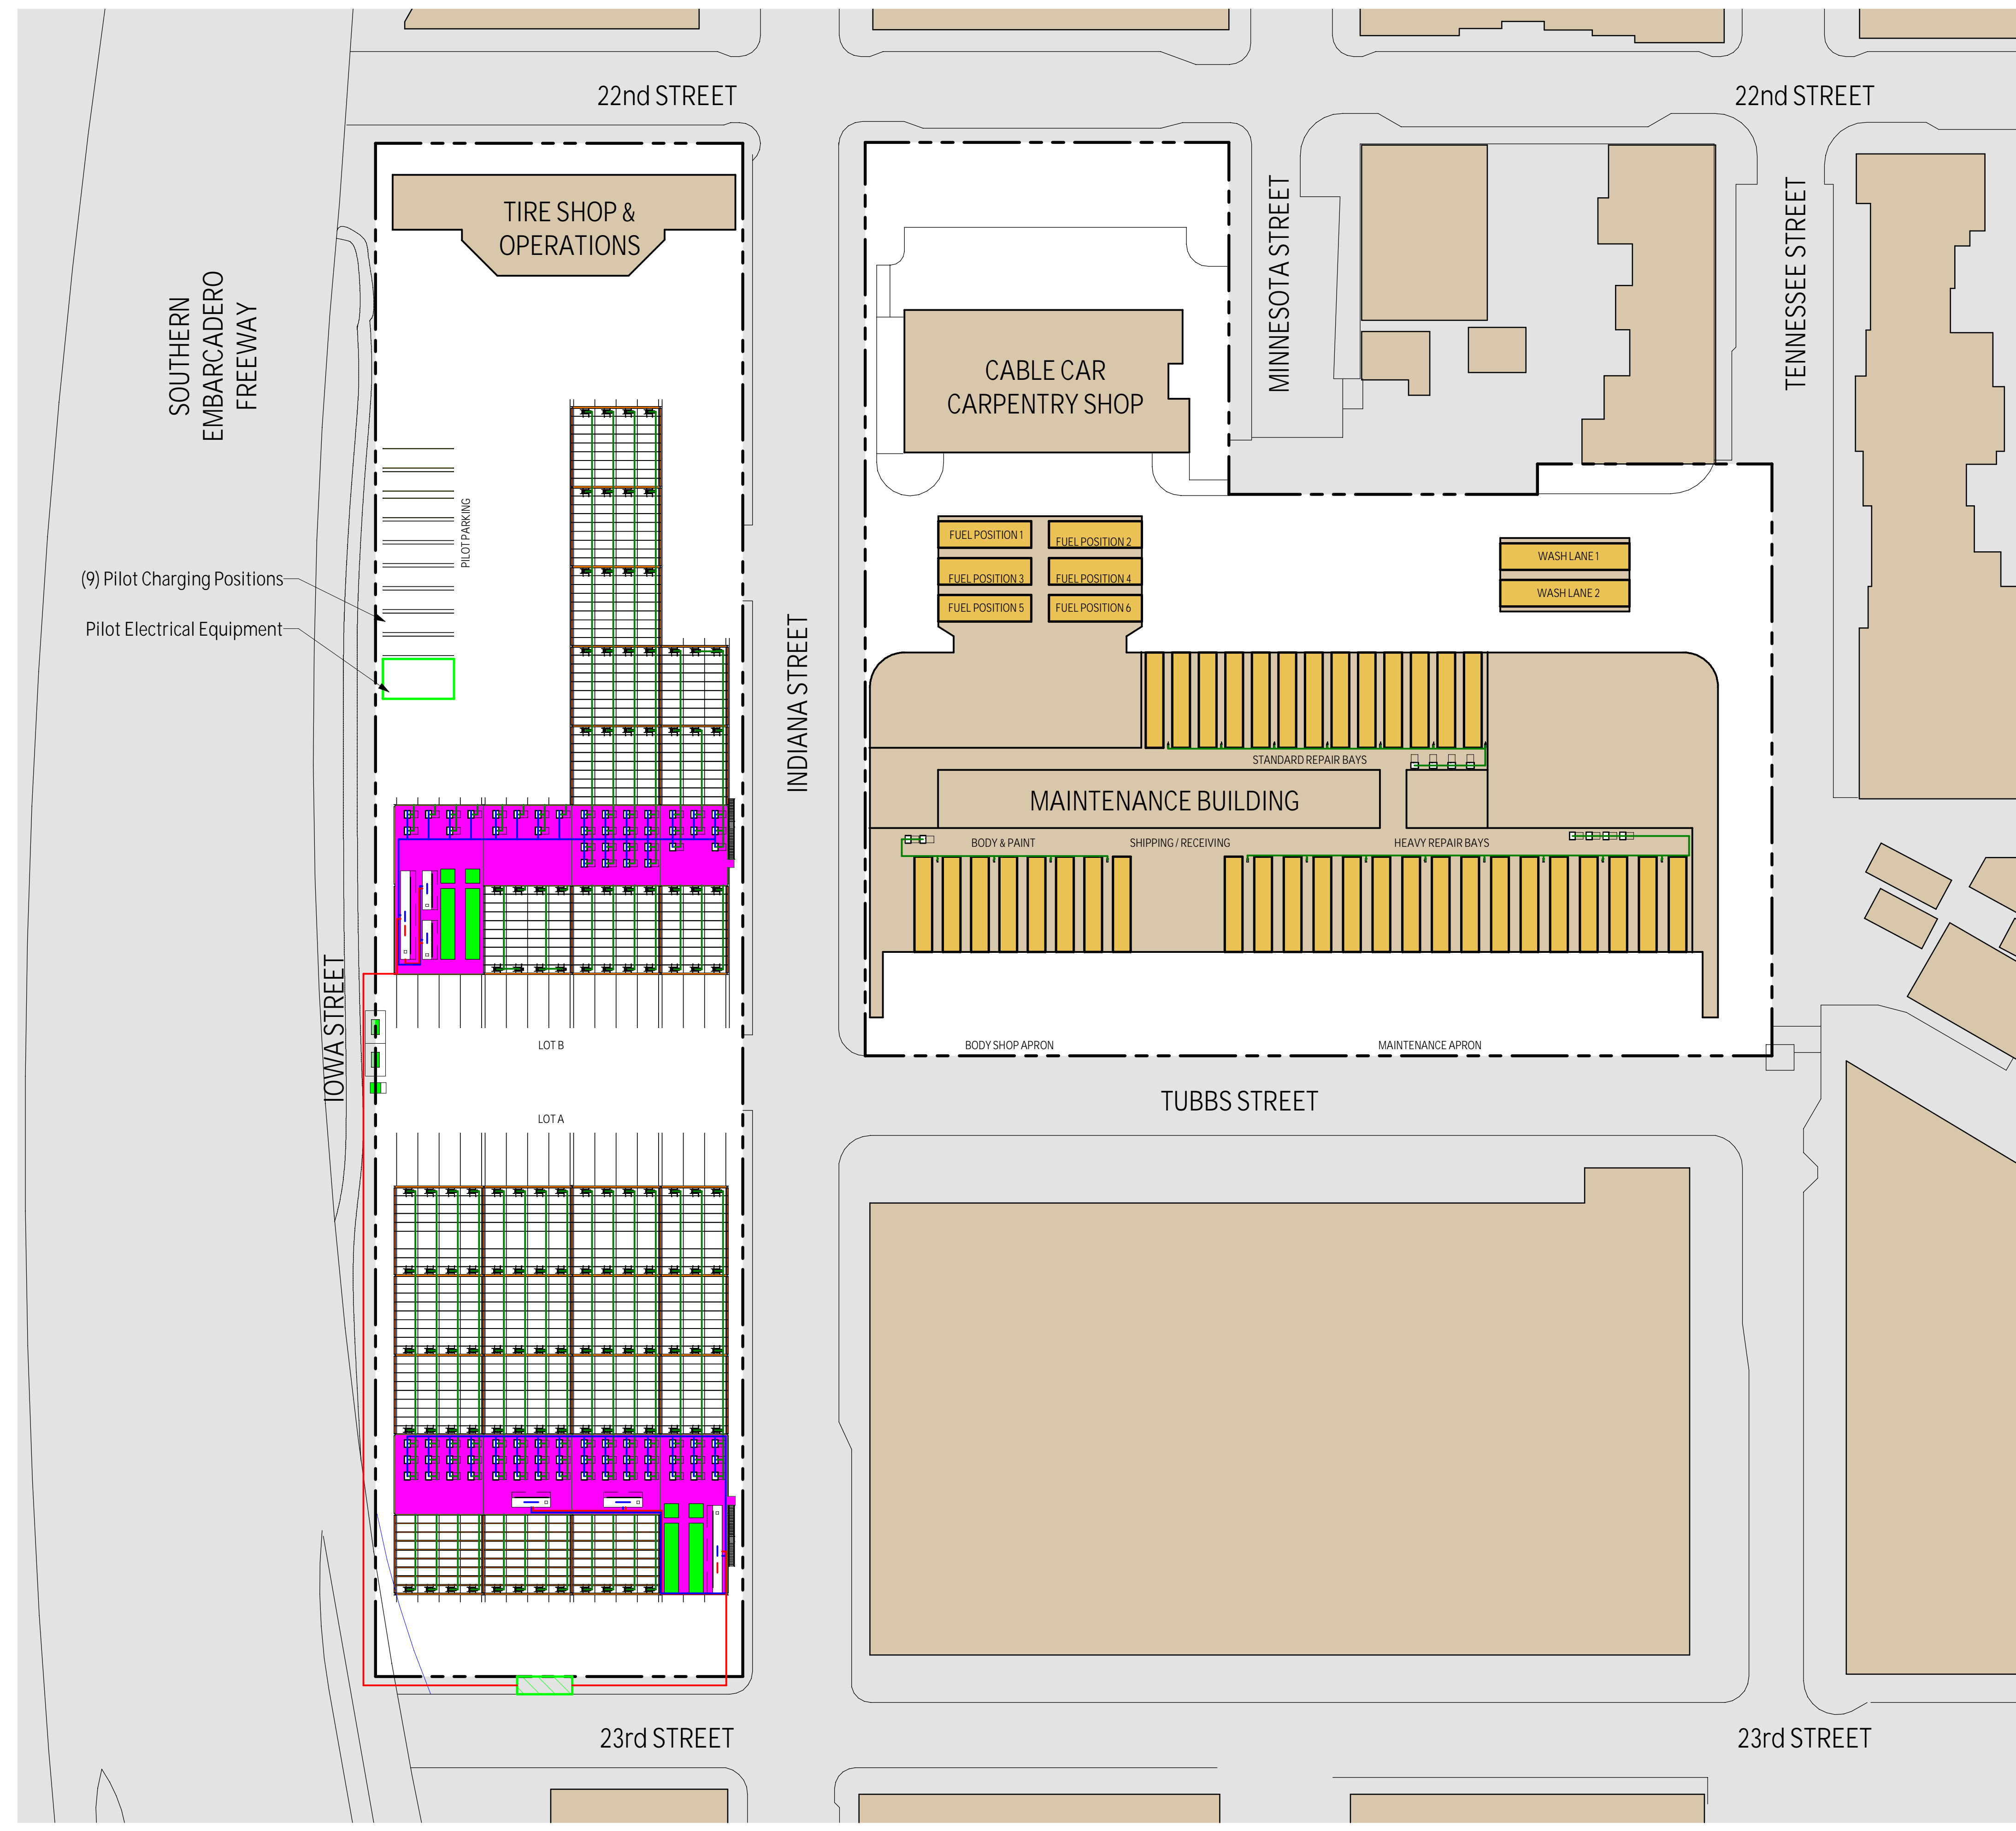 22nd STREET
22nd STREET
TIRE SHOP &
OPERATIONS
SOUTHERN
EMBARCADERO
FREEWAY
MINNESOTA STREET
TENNESSEE STREET
CABLE CAR
CARPENTRY SHOP
PILOT PARKING
(9) Pilot Charging Positions
Pilot Electrical Equipment
INDIANA STREET
FUEL POSITION 1
FUEL POSITION 2
FUEL POSITION 3
FUEL POSITION 4
FUEL POSITION 5
FUEL POSITION 6
WASH LANE 1
WASH LANE 2
STANDARD REPAIR BAYS
MAINTENANCE BUILDING
BODY & PAINT
SHIPPING / RECEIVING
HEAVY REPAIR BAYS
IOWA STREET
LOT B
BODY SHOP APRON
MAINTENANCE APRON
LOT A
TUBBS STREET
23rd STREET
23rd STREET